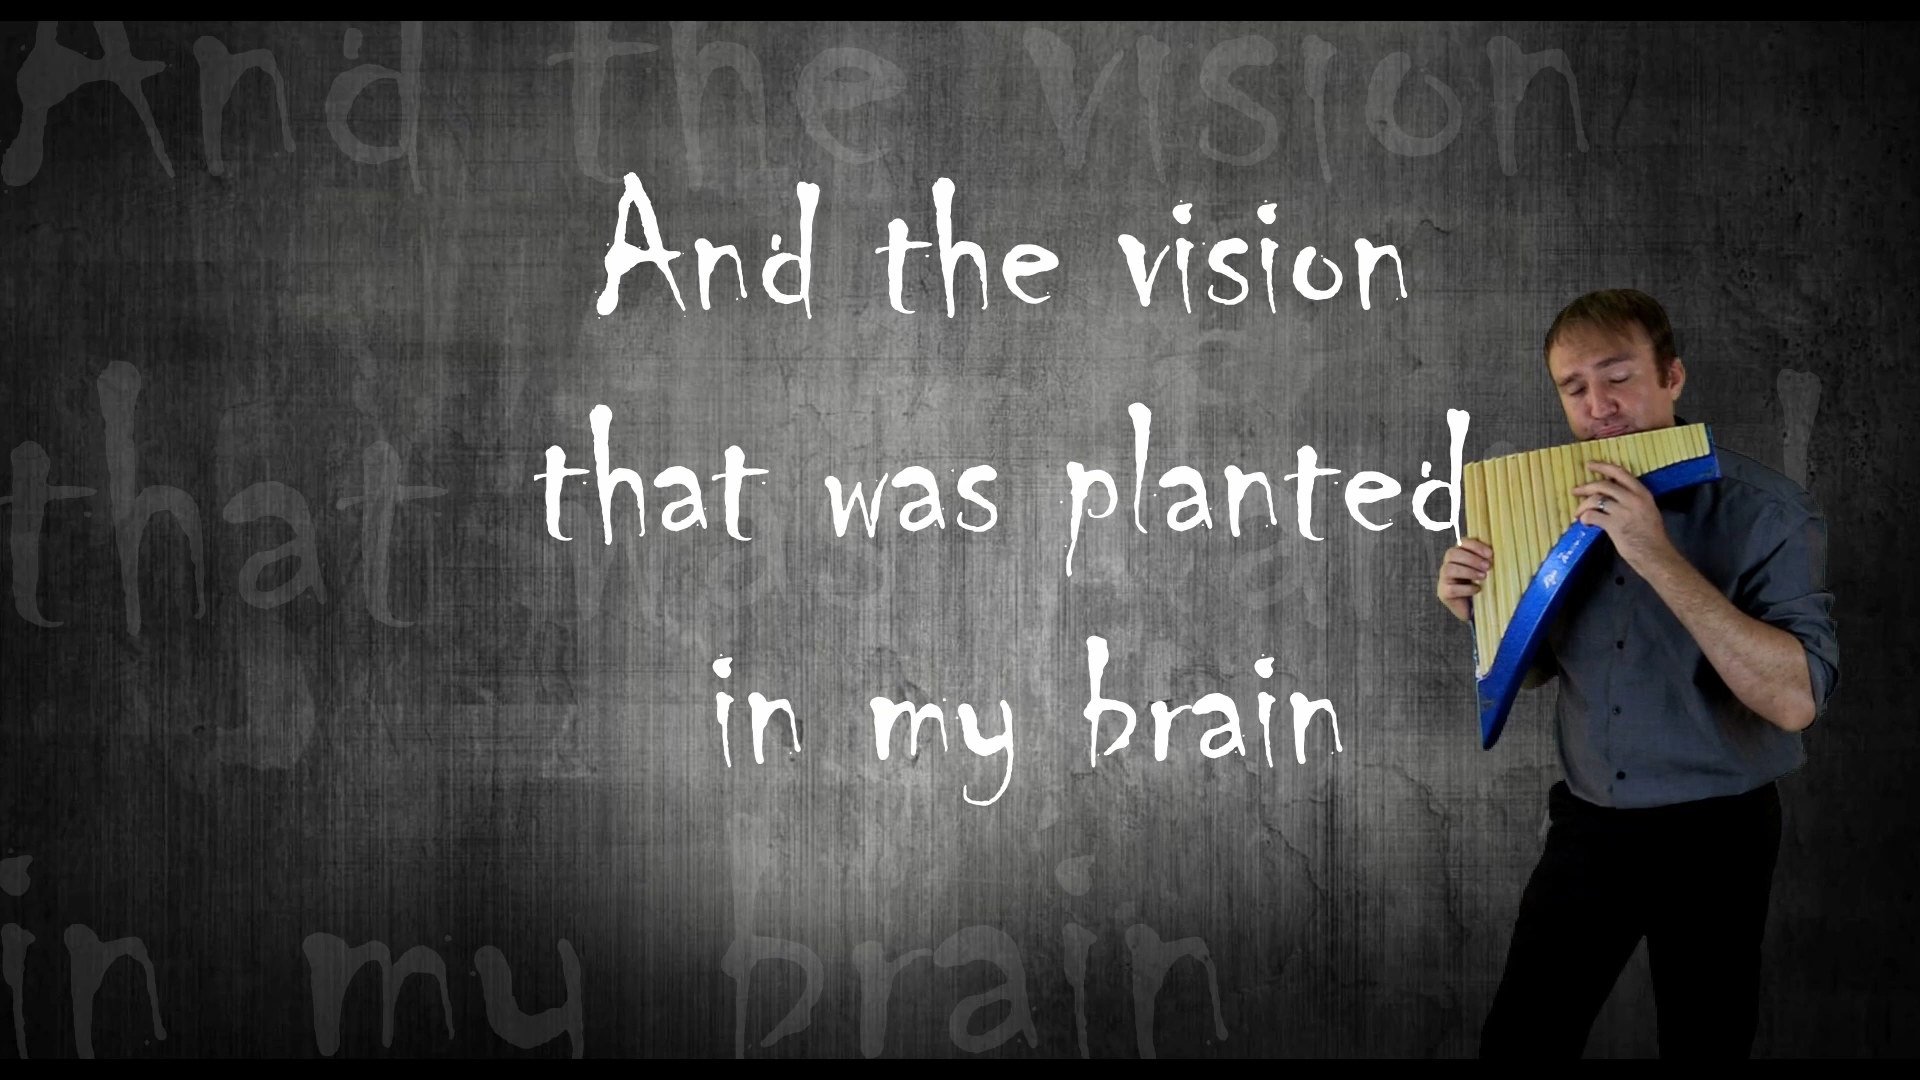 And the vision
that was planted
in my brain